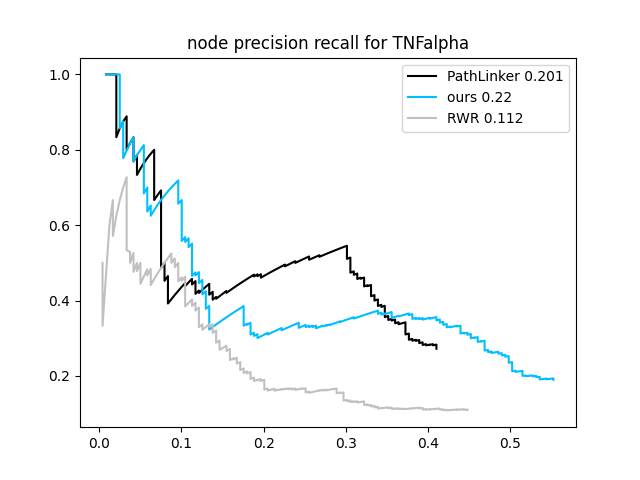 node precision recall for TNFalpha
PathLinker 0.201
ours 0.22
RWR 0.112
1.0
0.8
0.6
0.4
0.2
0.0 0.1 0.2 0.3 0.4 0.5